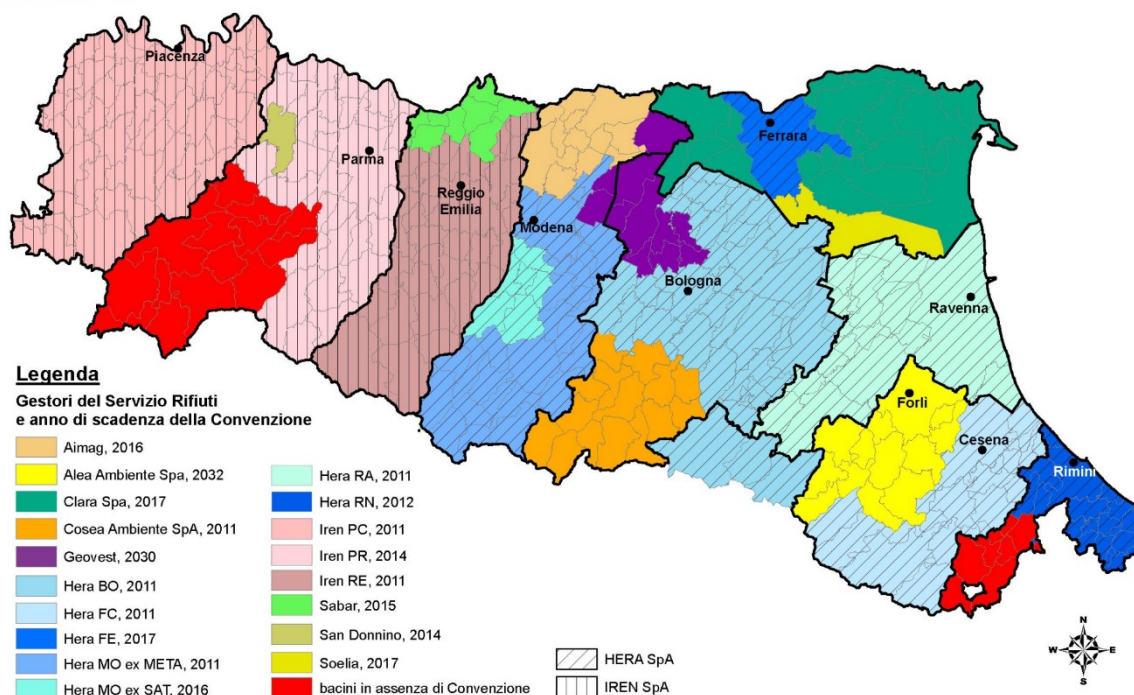 Piacenza
Parma
Reggio
Emilia
Modena
Ferrara
Bologna
Ravenna
Forlì
Cesena
Rimini
Legenda
Gestori del Servizio Rifiuti
e anno di scadenza della Convenzione
Aimag, 2016
Alea Ambiente Spa, 2032
Clara Spa, 2017
Cosea Ambiente SpA, 2011
Geovest, 2030
Hera BO, 2011
Hera FC, 2011
Hera FE, 2017
Hera MO ex META, 2011
Hera MO ex SAT, 2016
Hera RA, 2011
Hera RN, 2012
Iren PC, 2011
Iren PR, 2014
Iren RE, 2011
Sabar, 2015
San Donnino, 2014
Soelia, 2017
bacini in assenza di Convenzione
HERA SpA
IREN SpA
N
W E
S